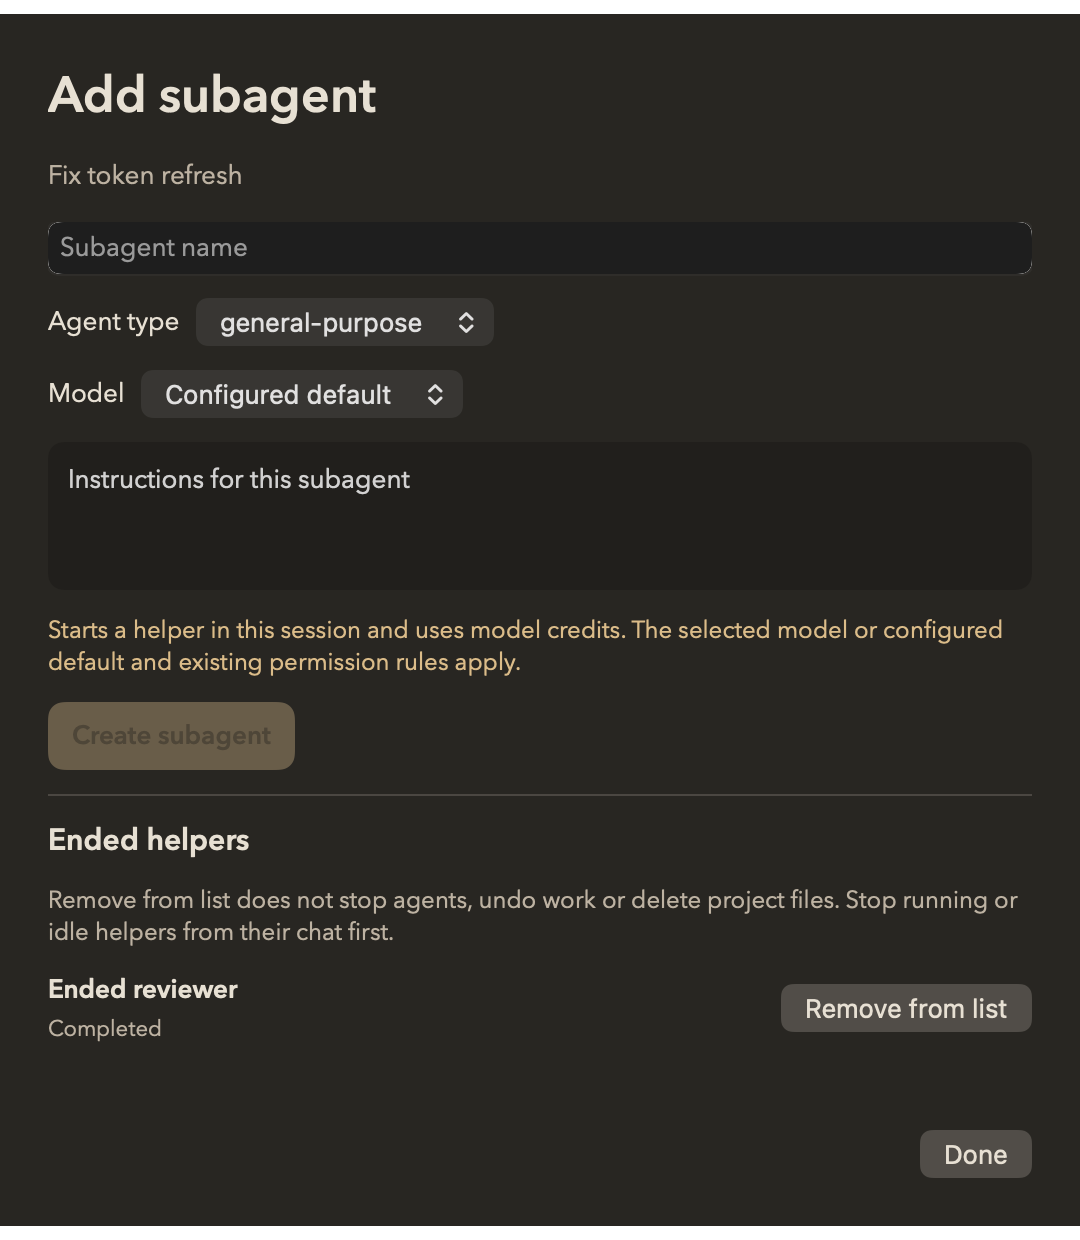 Add subagent
Fix token refresh
Subagent name
Agent type general-purpose
Model Configured default
Instructions for this subagent
Starts a helper in this session and uses model credits. The selected model or configured
default and existing permission rules apply.
Create subagent
Ended helpers
Remove from list does not stop agents, undo work or delete project files. Stop running or
idle helpers from their chat first.
Ended reviewer
Completed
Remove from list
Done